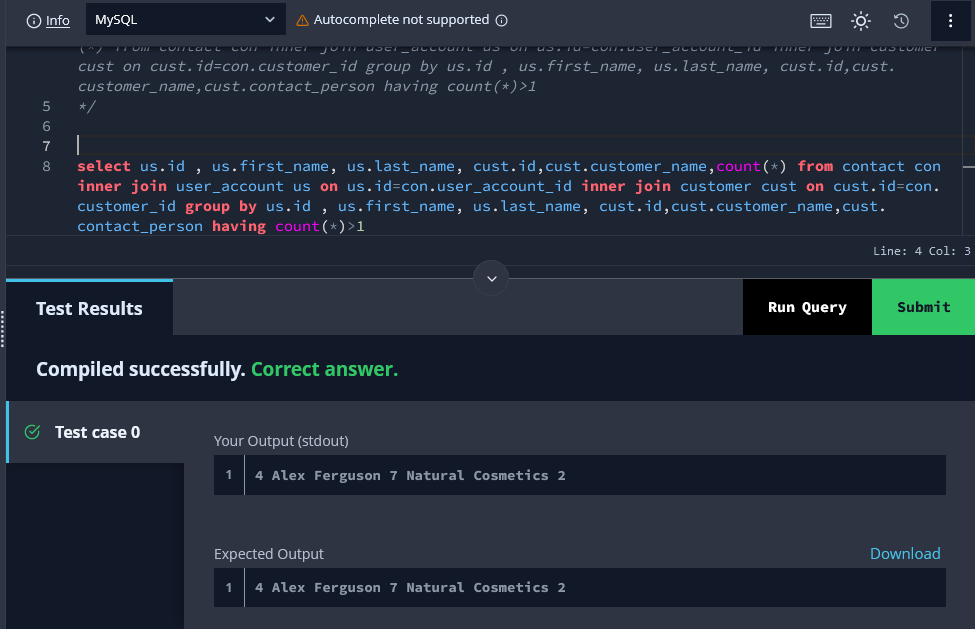 Info MySQL Autocomplete not supported
(*) from contact con inner join user_account us on us.id=con.user_account_id inner join customer
cust on cust.id=con.customer_id group by us.id , us.first_name, us.last_name, cust.id,cust.
customer_name,cust.contact_person having count(*)>1
5 */
6
7
8 select us.id , us.first_name, us.last_name, cust.id,cust.customer_name,count(*) from contact con
inner join user_account us on us.id=con.user_account_id inner join customer cust on cust.id=con.
customer_id group by us.id , us.first_name, us.last_name, cust.id,cust.customer_name,cust.
contact_person having count(*)>1
Line: 4 Col: 3
Test Results Run Query Submit
Compiled successfully. Correct answer.
Test case 0
Your Output (stdout)
1 4 Alex Ferguson 7 Natural Cosmetics 2
Expected Output Download
1 4 Alex Ferguson 7 Natural Cosmetics 2